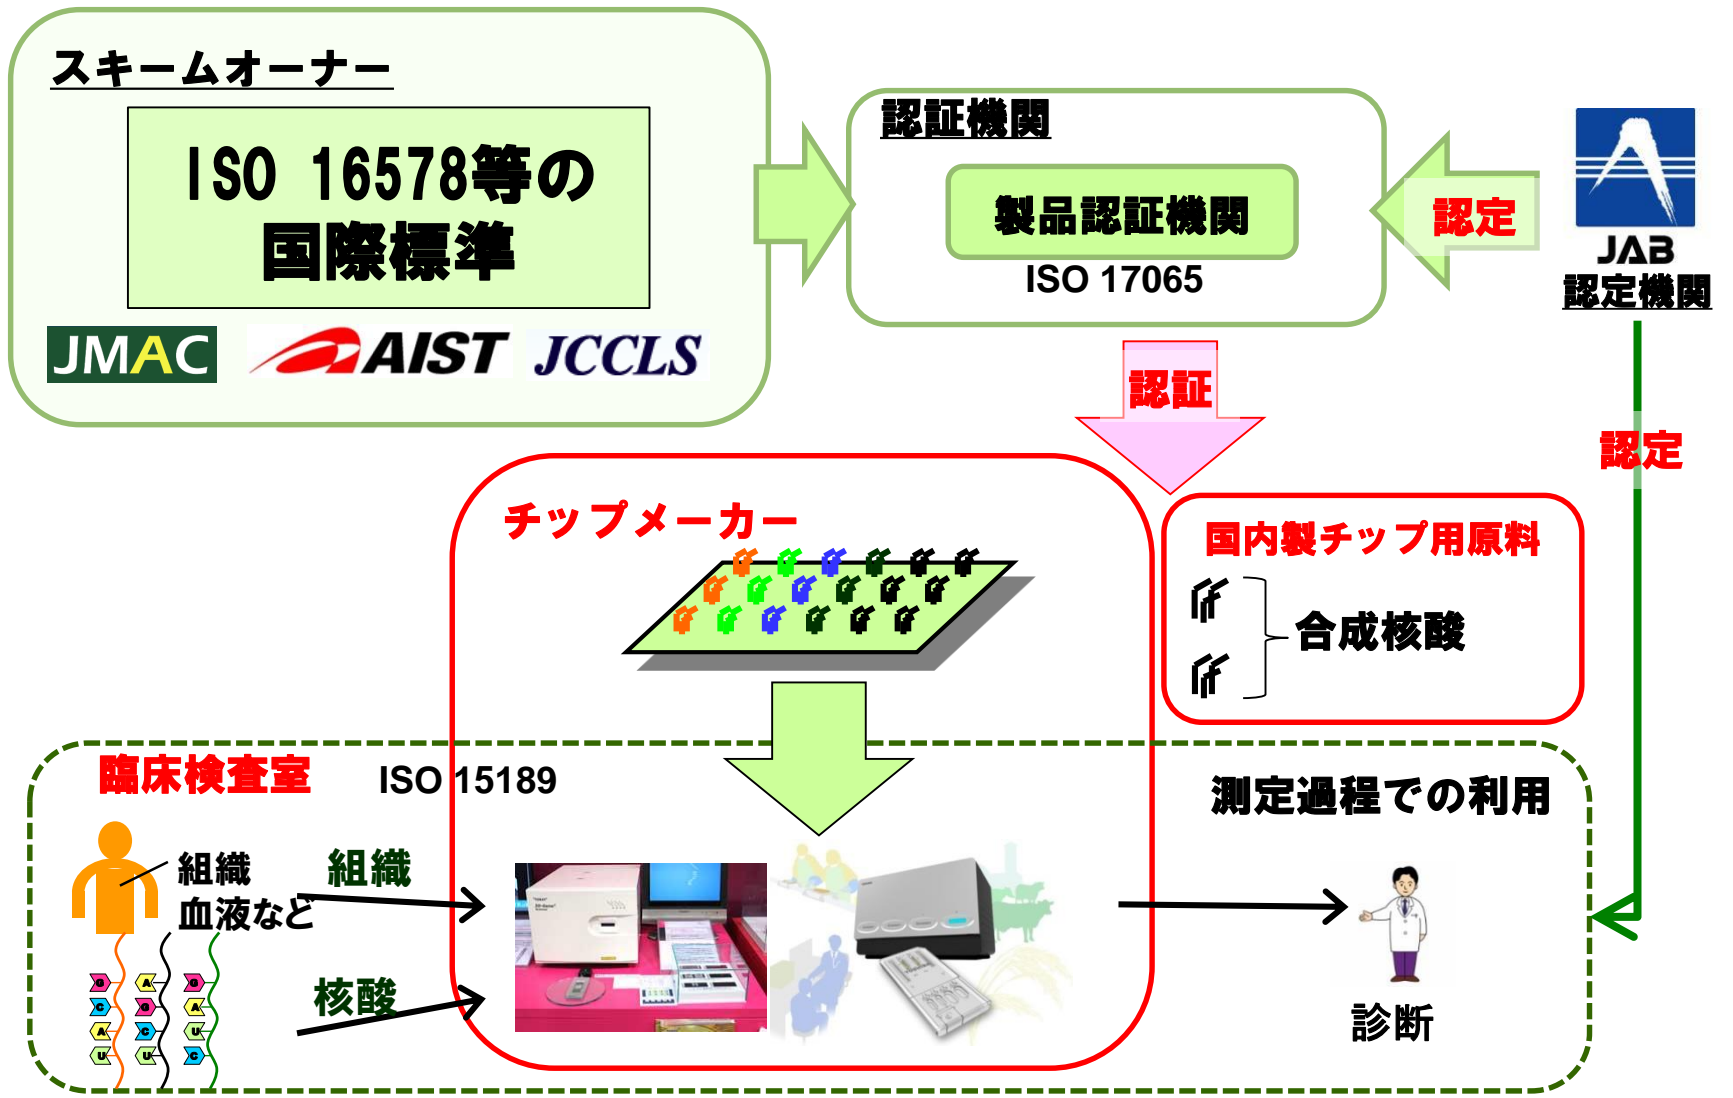 スキームオーナー
ISO 16578等の
国際標準
JMAC
AIST
JCCLS
認証機関
製品認証機関
ISO 17065
認定
JAB
認定機関
認証
認定
チップメーカー
国内製チップ用原料
合成核酸
臨床検査室
ISO 15189
測定過程での利用
組織
血液など
組織
核酸
G
C
A
U
A
G
C
U
G
A
U
C
診断